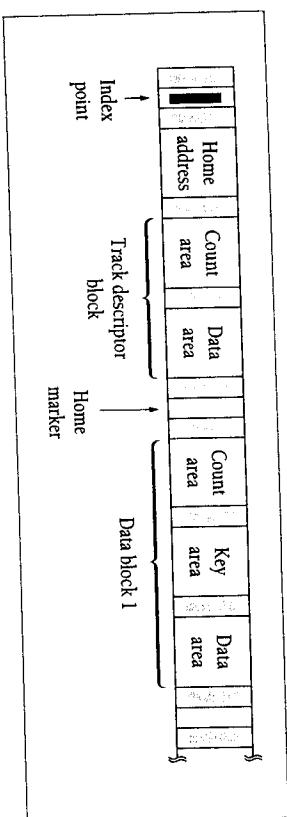 Home
address
Count
area
Data
area
Count
area
Key
area
Data
area
Index
point
Track descriptor
block
Home
marker
Data block 1